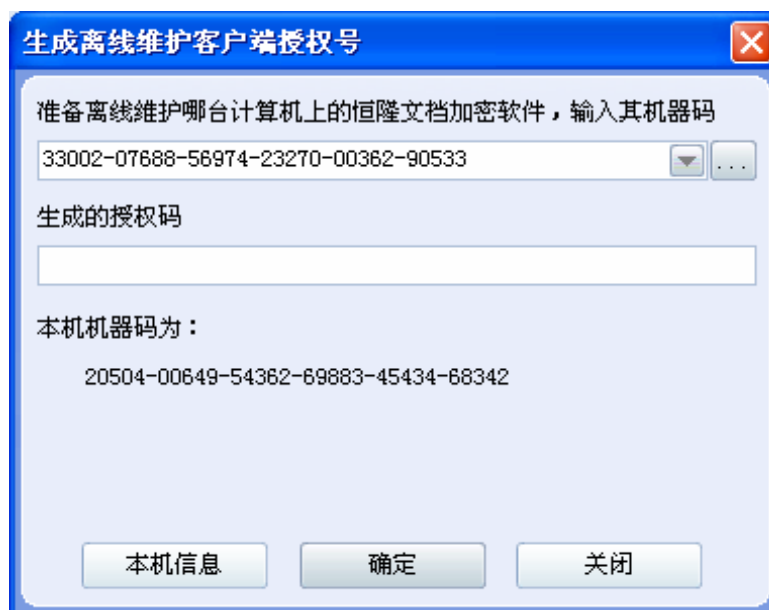 生成离线维护客户端授权号
准备离线维护哪台计算机上的恒隆文档加密软件，输入其机器码
33002-07688-56974-23270-00362-90533
...
生成的授权码
本机机器码为：
20504-00649-54362-69883-45434-68342
本机信息
确定
关闭